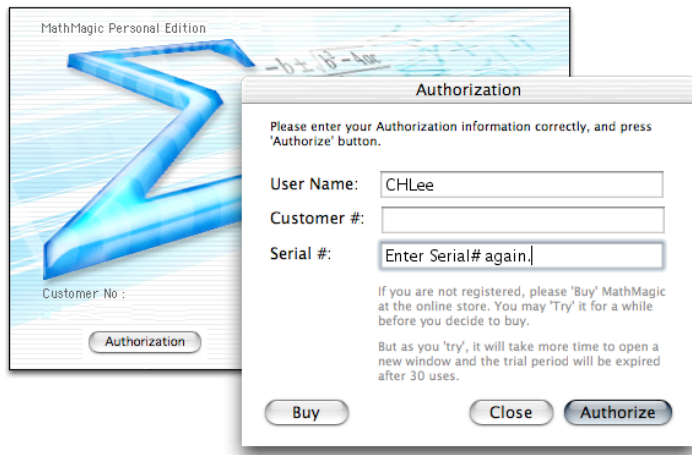 MathMagic Personal Edition
-b ± √b²-4ac
Authorization
Please enter your Authorization information correctly, and press
'Authorize' button.
User Name: CHLee
Customer #:
Serial #: Enter Serial# again.
If you are not registered, please 'Buy' MathMagic
at the online store. You may 'Try' it for a while
before you decide to buy.
But as you 'try', it will take more time to open a
new window and the trial period will be expired
after 30 uses.
Buy Close Authorize
Customer No :
Authorization